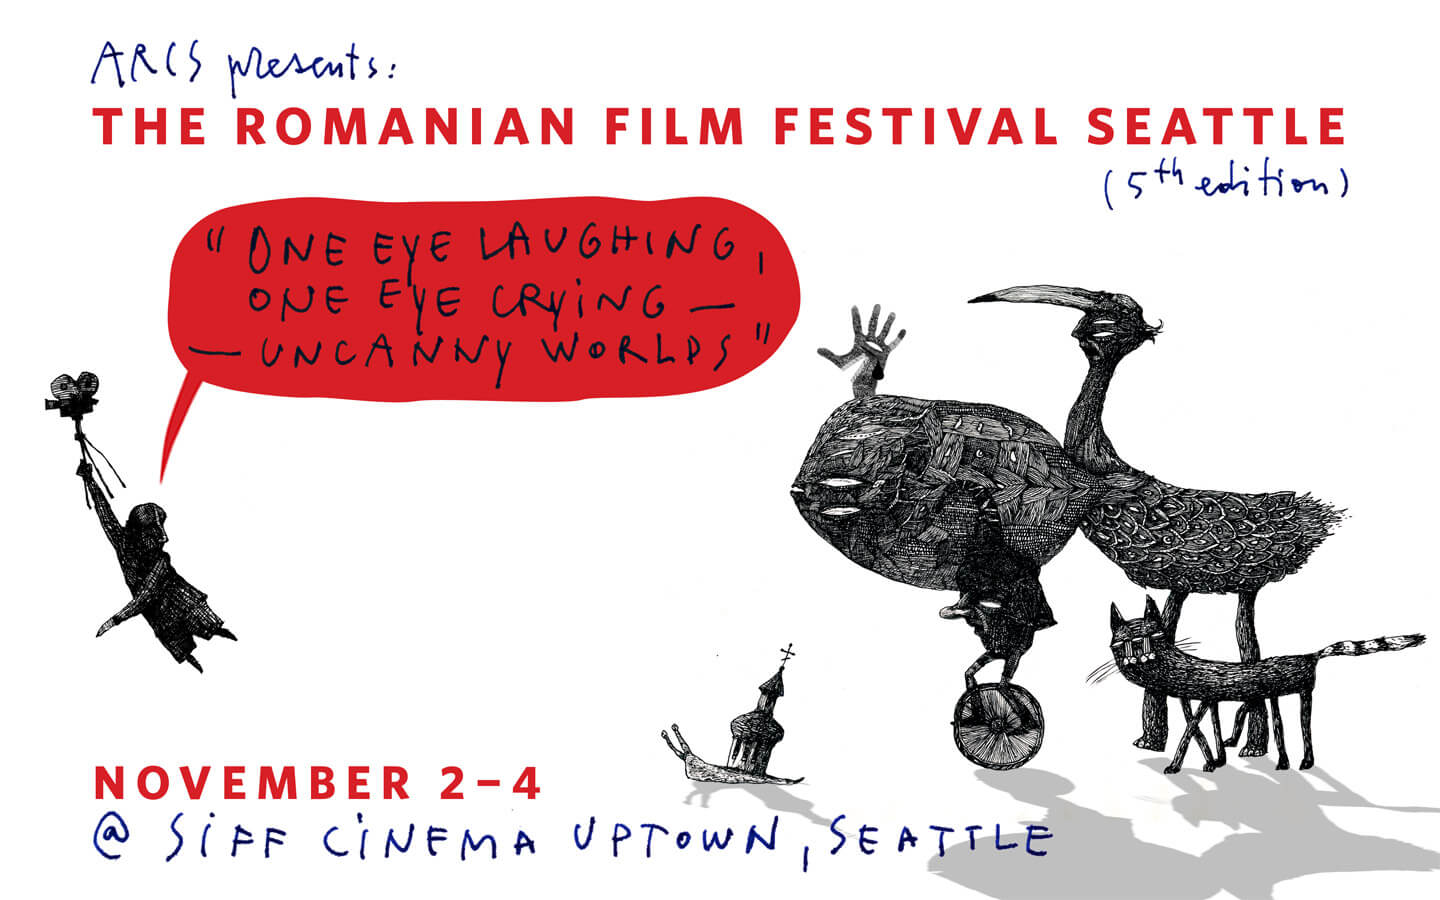 ARCS presents:
THE ROMANIAN FILM FESTIVAL SEATTLE
(5th edition)
"ONE EYE LAUGHING,
ONE EYE CRYING —
— UNCANNY WORLDS"
NOVEMBER 2–4
@ SIFF CINEMA UPTOWN, SEATTLE